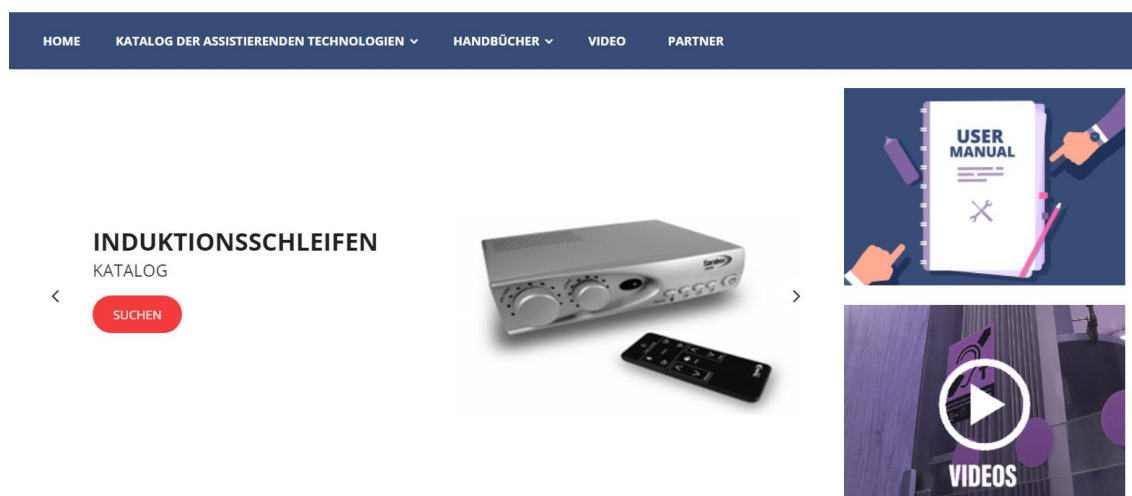 HOME
KATALOG DER ASSISTIERENDEN TECHNOLOGIEN
HANDBÜCHER
VIDEO
PARTNER
INDUKTIONSSCHLEIFEN
KATALOG
SUCHEN
USER
MANUAL
VIDEOS